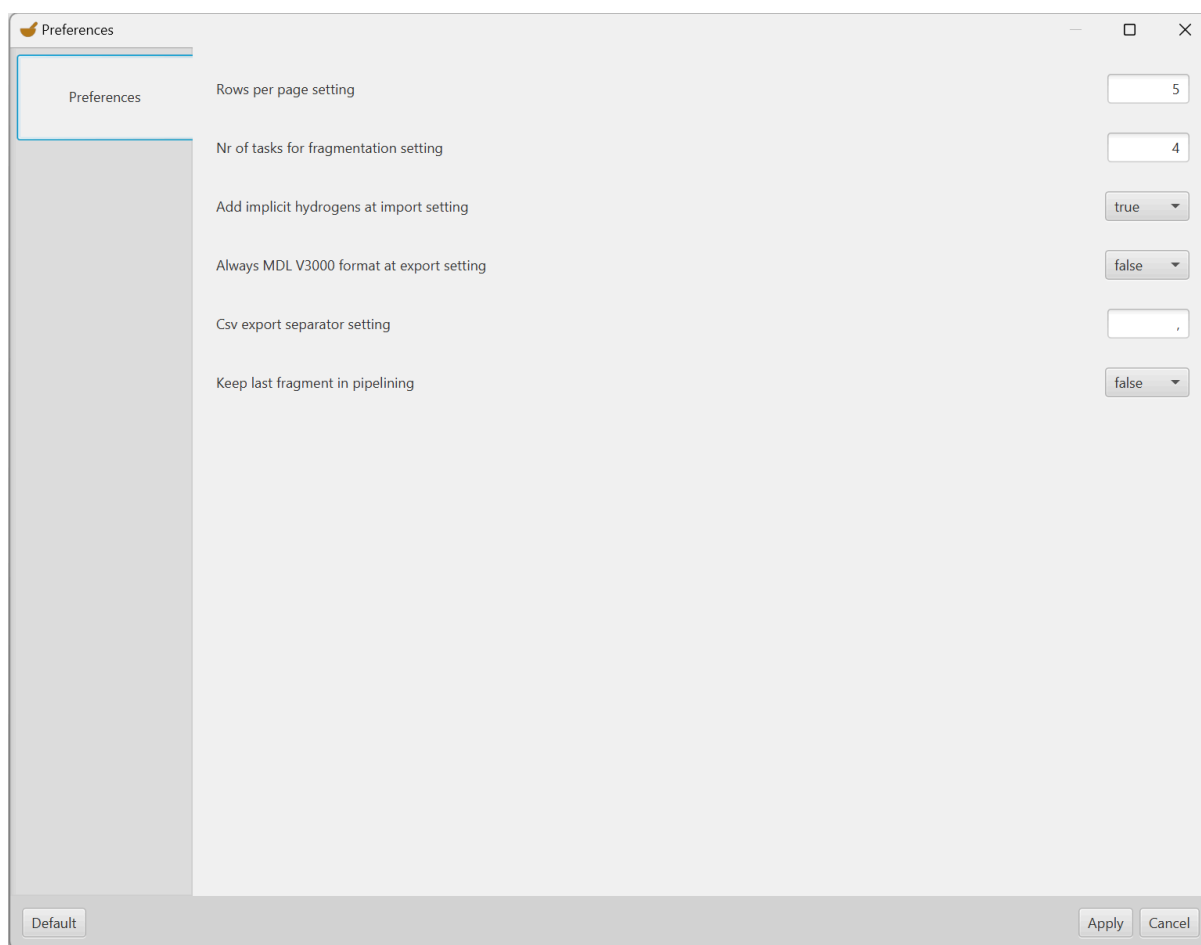 Preferences
Preferences
Rows per page setting 5
Nr of tasks for fragmentation setting 4
Add implicit hydrogens at import setting true
Always MDL V3000 format at export setting false
Csv export separator setting ,
Keep last fragment in pipelining false
Default Apply Cancel